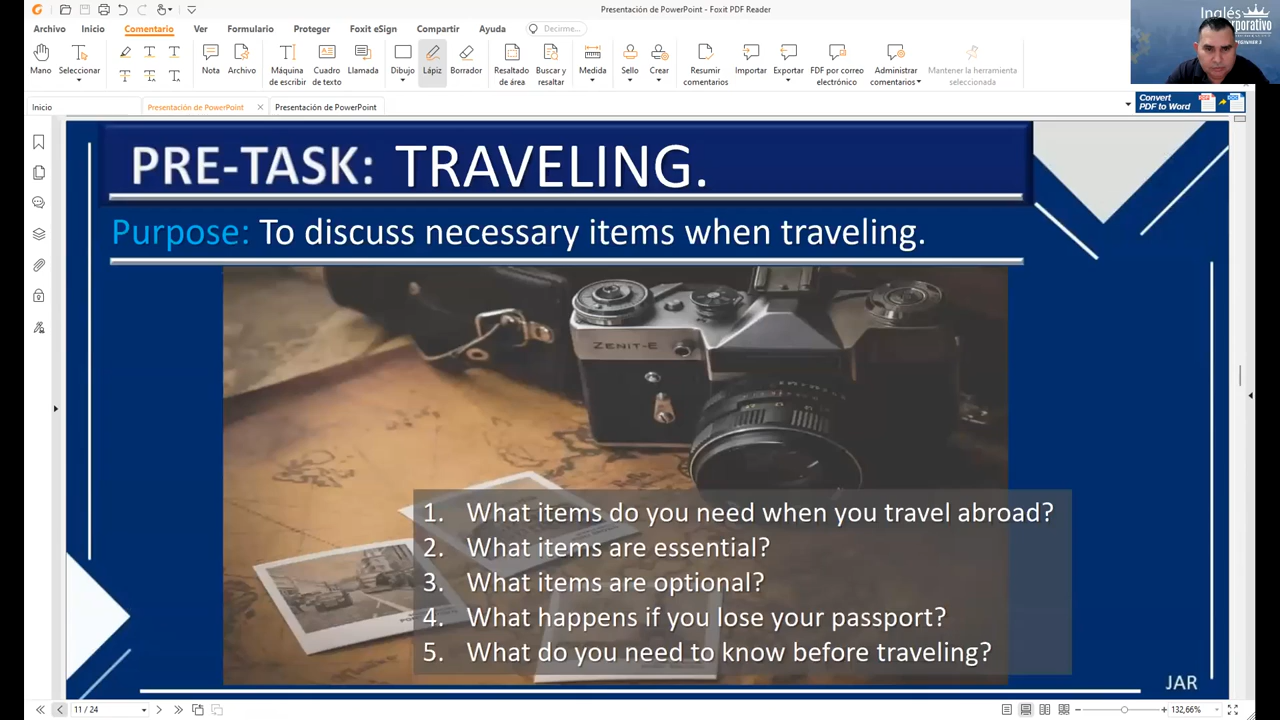 Presentación de PowerPoint - Foxit PDF Reader
Archivo Inicio Comentario Ver Formulario Proteger Foxit eSign Compartir Ayuda Decirme...
Mano Seleccionar Nota Archivo Máquina de escribir Cuadro de texto Llamada Dibujo Lápiz Borrador Resaltado de área Buscar y resaltar Medida Sello Crear Resumir comentarios Importar Exportar PDF por correo electrónico Administrar comentarios Mantener la herramienta seleccionada
Inglés
BEGINNER 2
Inicio Presentación de PowerPoint Presentación de PowerPoint
Convert
PDF to Word
PRE-TASK: TRAVELING.
Purpose: To discuss necessary items when traveling.
ZENIT-E
1. What items do you need when you travel abroad?
2. What items are essential?
3. What items are optional?
4. What happens if you lose your passport?
5. What do you need to know before traveling?
JAR
11 / 24
132,66%